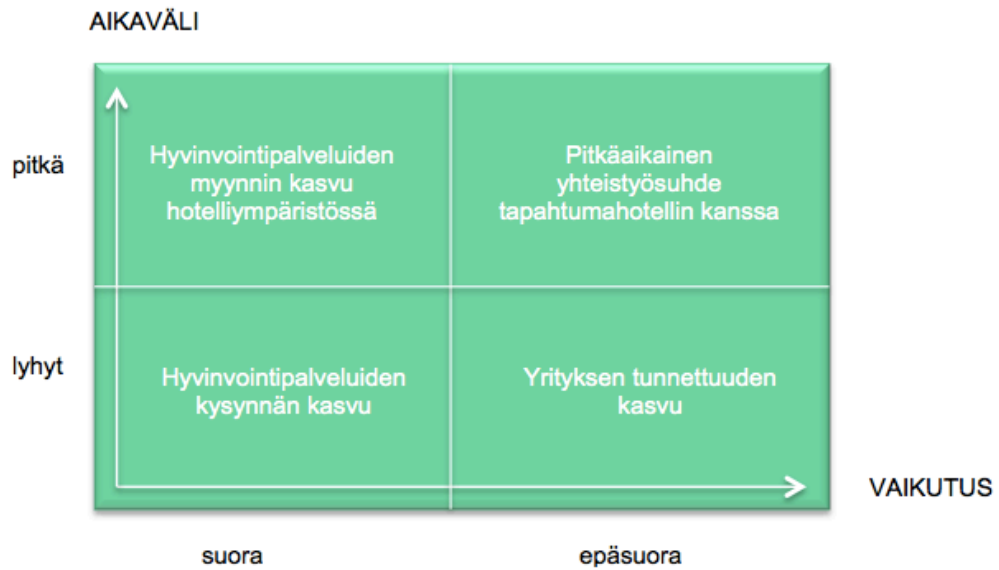 AIKAVÄLI
pitkä
Hyvinvointipalveluiden
myynnin kasvu
hotelliympäristössä
Pitkäaikainen
yhteistyösuhde
tapahtumahotellin kanssa
lyhyt
Hyvinvointipalveluiden
kysynnän kasvu
Yrityksen tunnettuuden
kasvu
VAIKUTUS
suora
epäsuora